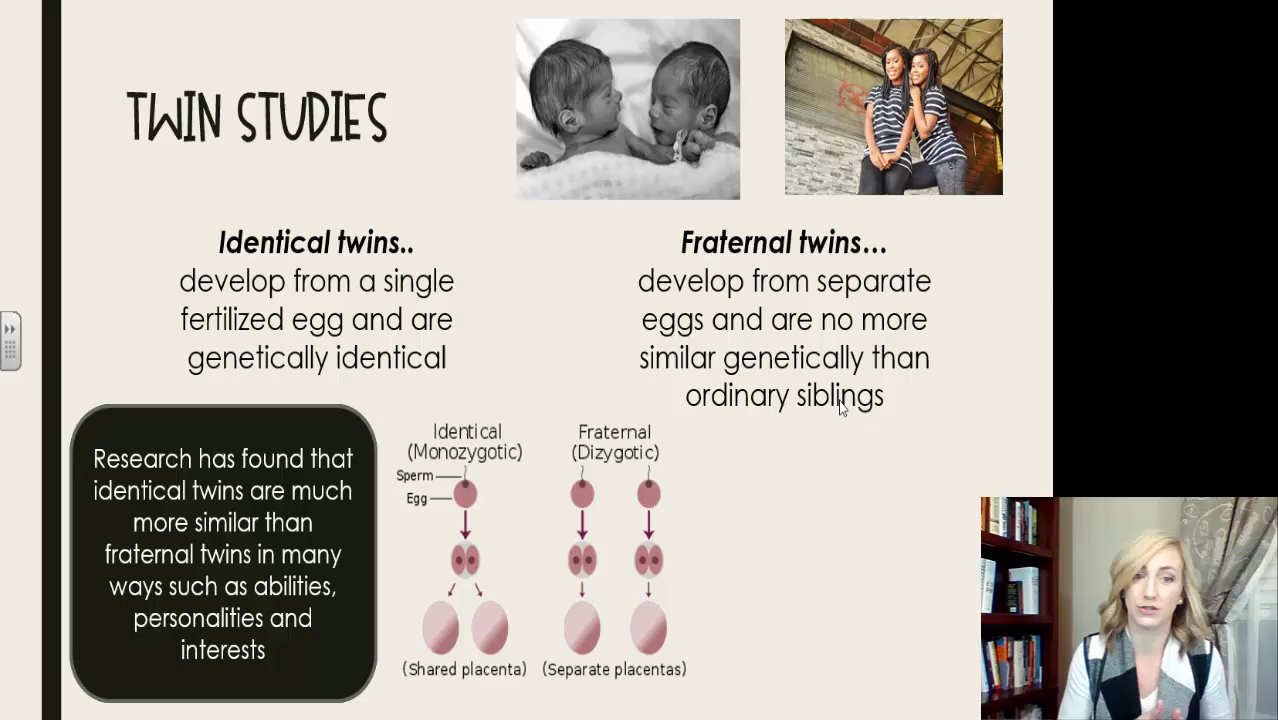 TWIN STUDIES
Identical twins..
develop from a single
fertilized egg and are
genetically identical
Fraternal twins...
develop from separate
eggs and are no more
similar genetically than
ordinary siblings
Research has found that
identical twins are much
more similar than
fraternal twins in many
ways such as abilities,
personalities and
interests
Identical
(Monozygotic)
Sperm
Egg
(Shared placenta)
Fraternal
(Dizygotic)
(Separate placentas)